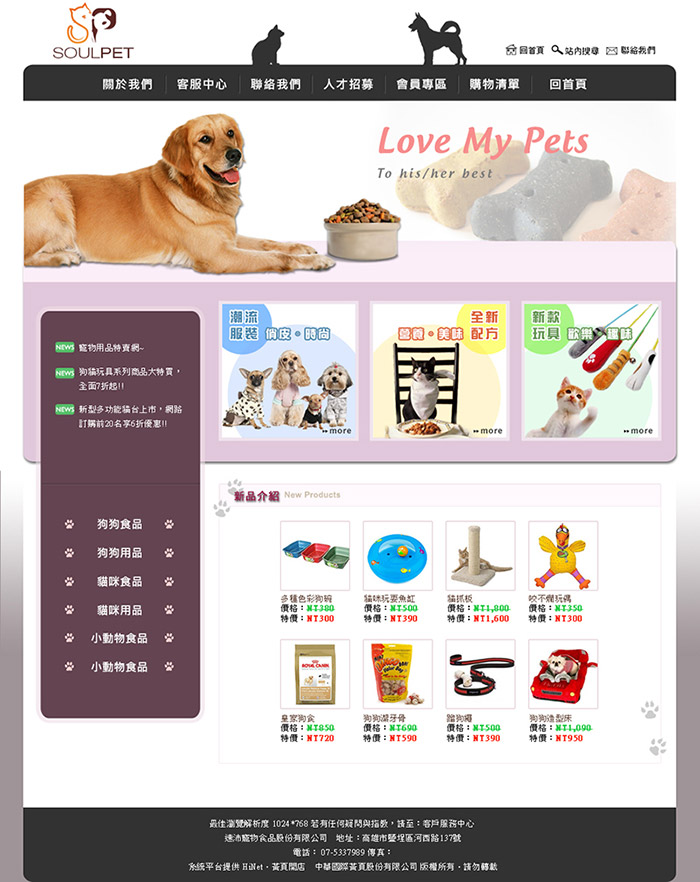 SOULPET
回首頁 站內搜尋 聯絡我們
關於我們 客服中心 聯絡我們 人才招募 會員專區 購物清單 回首頁
Love My Pets
To his/her best
NEWS 寵物用品特賣網~
NEWS 狗貓玩具系列商品大特賣，
全面7折起!!
NEWS 新型多功能貓台上市，網路
訂購前20名享6折優惠!!
潮流
服裝 俏皮。時尚
more
全新
營養。美味 配方
more
新款
玩具 歡樂。趣味
more
狗狗食品
狗狗用品
貓咪食品
貓咪用品
小動物食品
小動物食品
新品介紹 New Products
多種色彩狗碗
價格：NT380
特價：NT300
貓咪玩耍魚缸
價格：NT500
特價：NT390
貓抓板
價格：NT1,800
特價：NT1,600
咬不爛玩偶
價格：NT350
特價：NT300
ROYAL CANIN
皇家狗食
價格：NT850
特價：NT720
狗狗潔牙骨
價格：NT690
特價：NT590
蹓狗繩
價格：NT500
特價：NT390
狗狗造型床
價格：NT1,090
特價：NT950
最佳瀏覽解析度 1024*768 若有任何疑問與指教，請至：客戶服務中心
速沛寵物食品股份有限公司 地址：高雄市鹽埕區河西路137號
電話： 07-5337989 傳真：
系統平台提供 HiNet - 黃頁開店 中華國際黃頁股份有限公司 版權所有‧請勿轉載